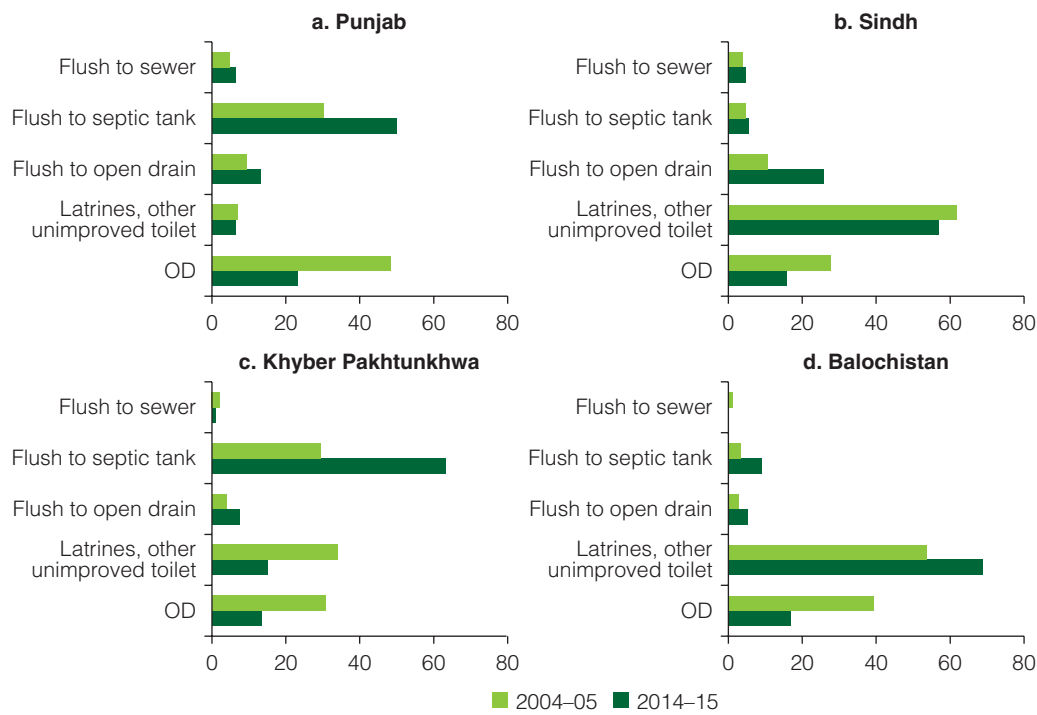 a. Punjab
Flush to sewer
Flush to septic tank
Flush to open drain
Latrines, other
unimproved toilet
OD
0 20 40 60 80
b. Sindh
Flush to sewer
Flush to septic tank
Flush to open drain
Latrines, other
unimproved toilet
OD
0 20 40 60 80
c. Khyber Pakhtunkhwa
Flush to sewer
Flush to septic tank
Flush to open drain
Latrines, other
unimproved toilet
OD
0 20 40 60 80
d. Balochistan
Flush to sewer
Flush to septic tank
Flush to open drain
Latrines, other
unimproved toilet
OD
0 20 40 60 80
2004–05 2014–15